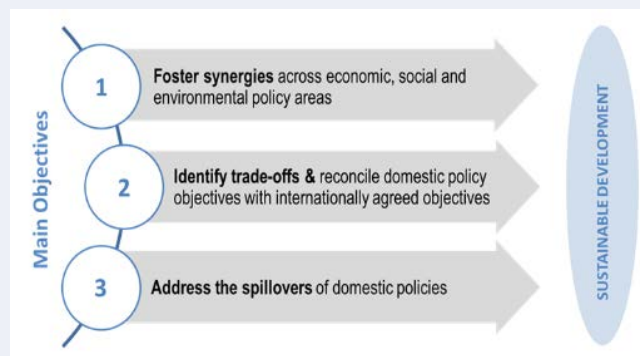 Main Objectives
1
Foster synergies across economic, social and
environmental policy areas
2
Identify trade-offs & reconcile domestic policy
objectives with internationally agreed objectives
3
Address the spillovers of domestic policies
SUSTAINABLE DEVELOPMENT